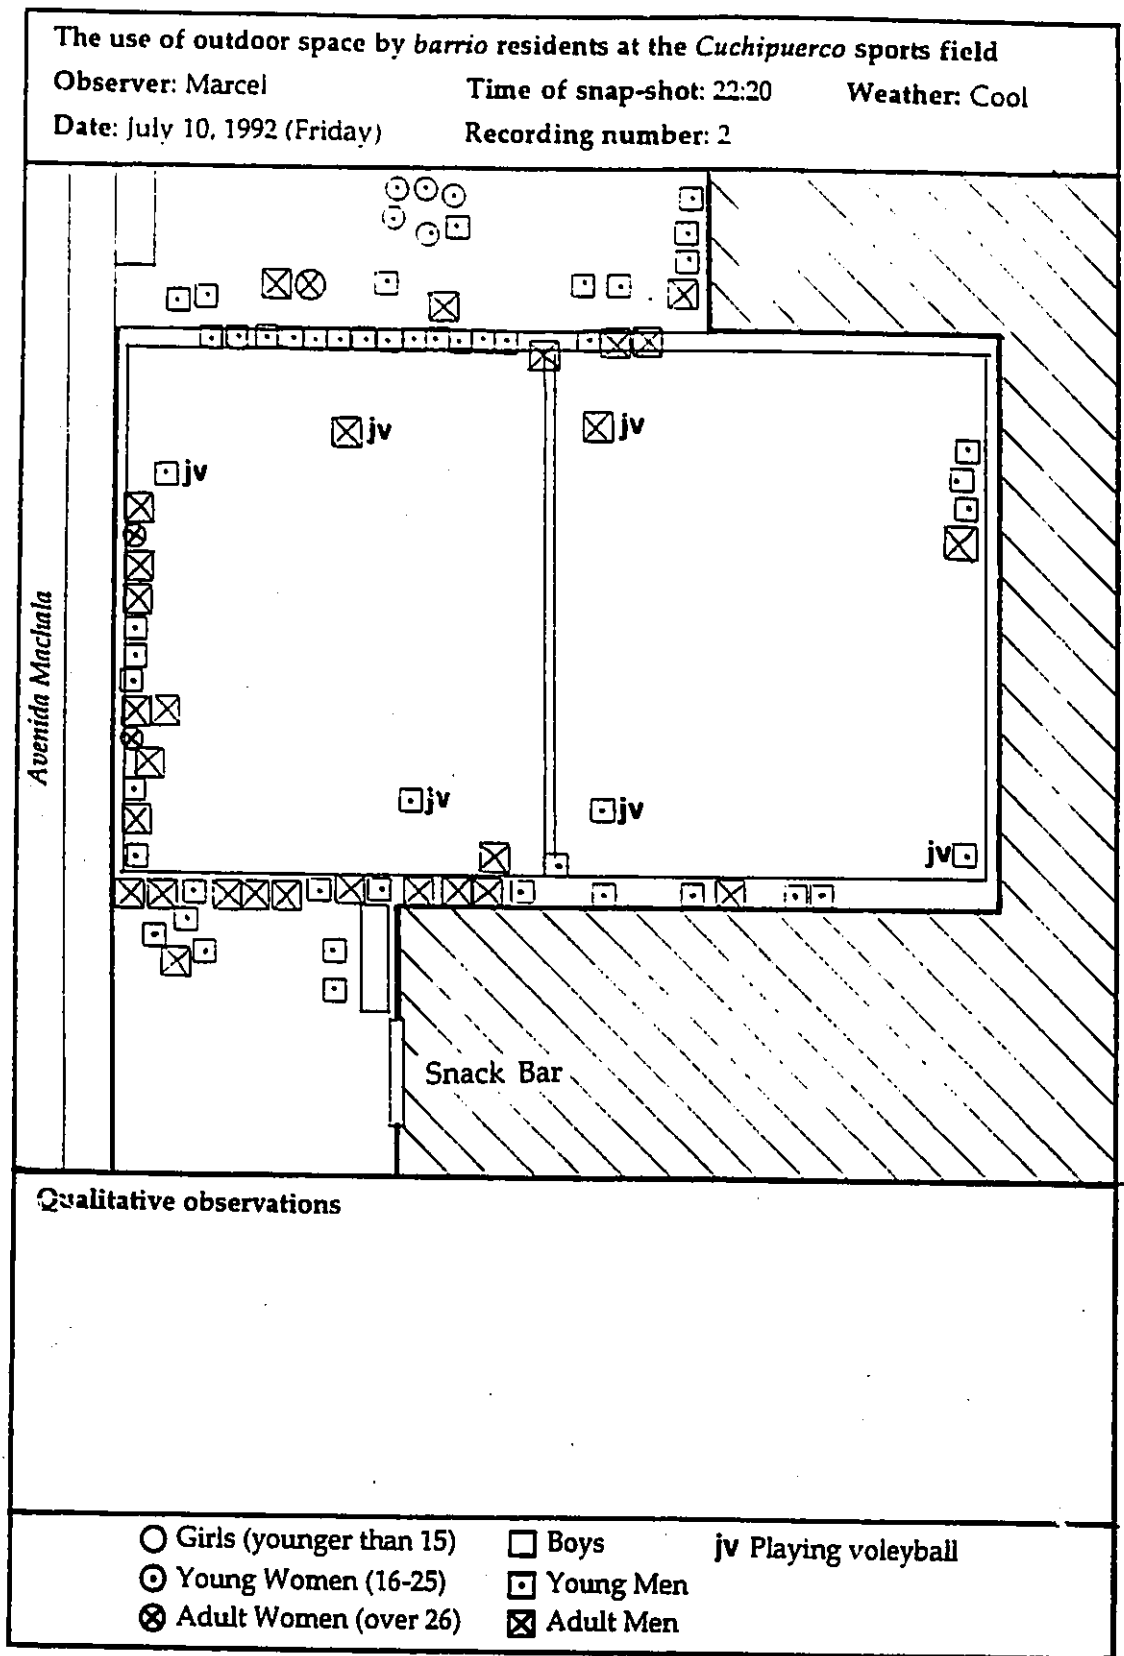 The use of outdoor space by barrio residents at the Cuchipuerco sports field
Observer: Marcel Time of snap-shot: 22:20 Weather: Cool
Date: July 10, 1992 (Friday) Recording number: 2
jv
jv
jv
Avenida Machala
jv
jv
jv
Snack Bar
Qualitative observations
Girls (younger than 15) Boys jv Playing voleyball
Young Women (16-25) Young Men
Adult Women (over 26) Adult Men